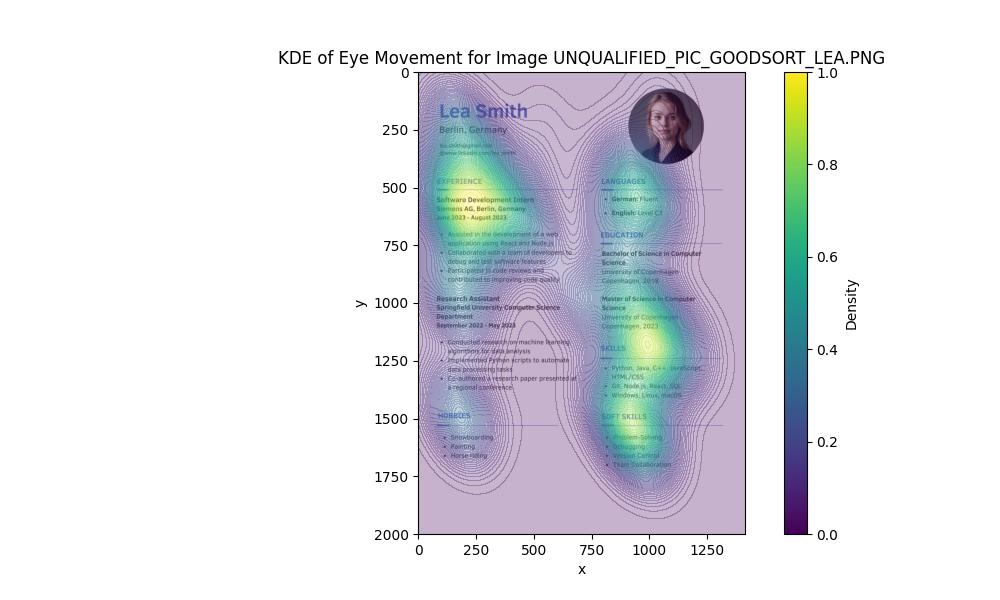 KDE of Eye Movement for Image UNQUALIFIED_PIC_GOODSORT_LEA.PNG
Lea Smith
Berlin, Germany
EXPERIENCE
Software Development Intern
Siemens AG, Berlin, Germany
June 2023 - August 2023
• Assisted in the development of a web
application using React and Node.js
• Collaborated with a team of developers to
debug and test software features
• Participated in code reviews and
contributed to improving code quality
Research Assistant
Springfield University Computer Science
Department
September 2022 - May 2023
• Conducted research on machine learning
algorithms for data analysis
• Implemented Python scripts to automate
data processing tasks
• Co-authored a research paper presented at
a regional conference
HOBBIES
• Snowboarding
• Painting
• Horse riding
LANGUAGES
• German: Fluent
• English: Level C1
EDUCATION
Bachelor of Science in Computer
Science
University of Copenhagen
Copenhagen, 2019
Master of Science in Computer
Science
University of Copenhagen
Copenhagen, 2023
SKILLS
• Python, Java, C++, JavaScript,
HTML/CSS
• Git, Node.js, React, SQL
• Windows, Linux, macOS
SOFT SKILLS
• Problem-Solving
• Debugging
• Version Control
• Team Collaboration
0
250
500
750
1000
1250
1500
1750
2000
y
0 250 500 750 1000 1250
x
1.0
0.8
0.6
0.4
0.2
0.0
Density